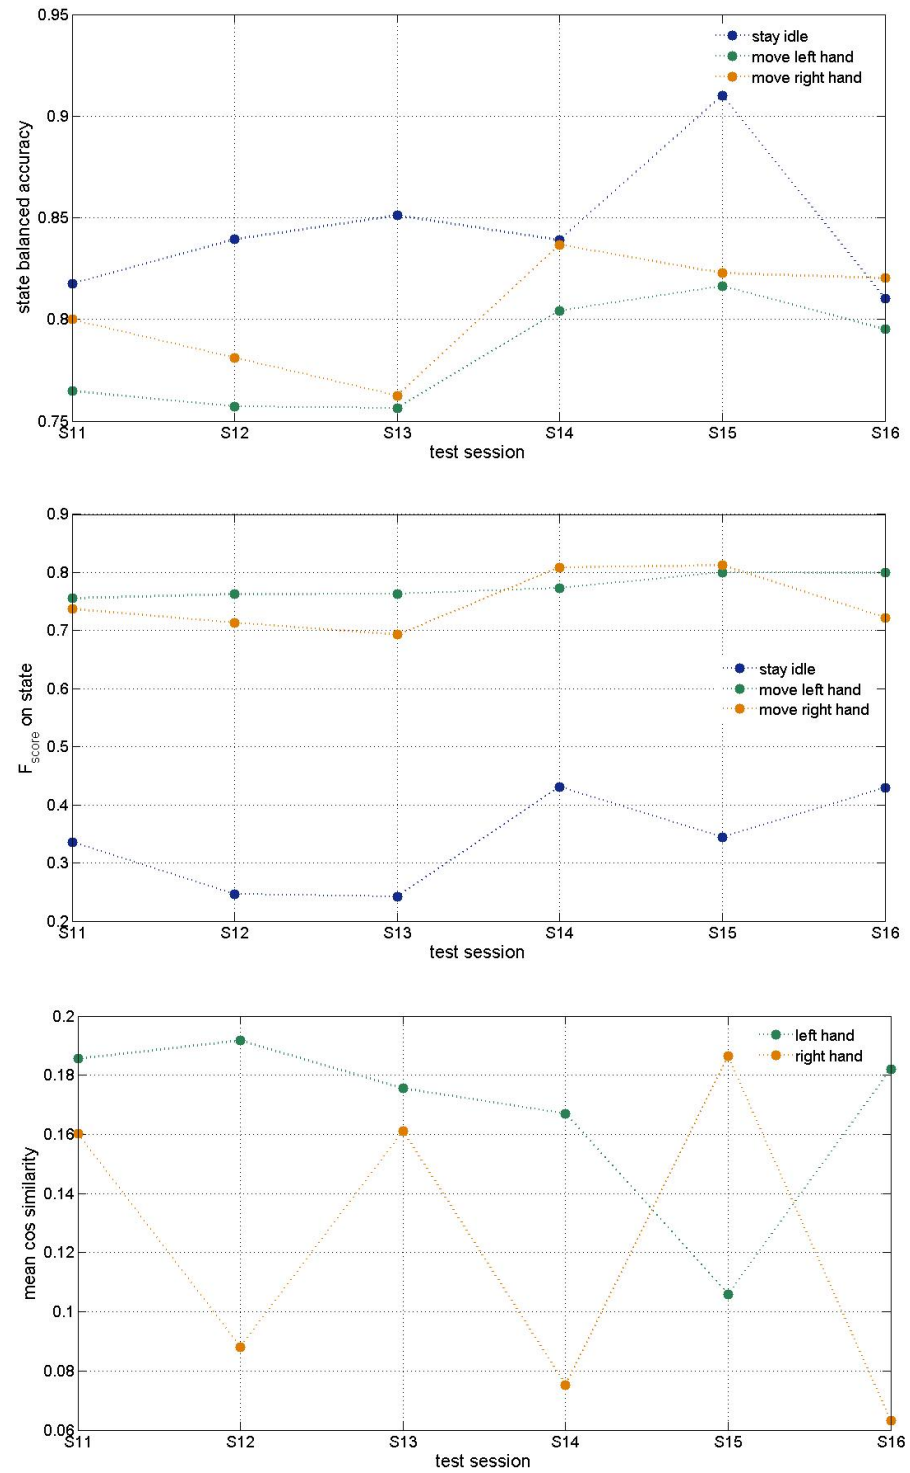 0.95
stay idle
move left hand
move right hand
0.9
0.85
0.8
0.75
state balanced accuracy
S11 S12 S13 S14 S15 S16
test session
0.9
0.8
0.7
0.6
0.5
0.4
0.3
0.2
stay idle
move left hand
move right hand
Fscore on state
S11 S12 S13 S14 S15 S16
test session
0.2
left hand
right hand
0.18
0.16
0.14
0.12
0.1
0.08
0.06
mean cos similarity
S11 S12 S13 S14 S15 S16
test session